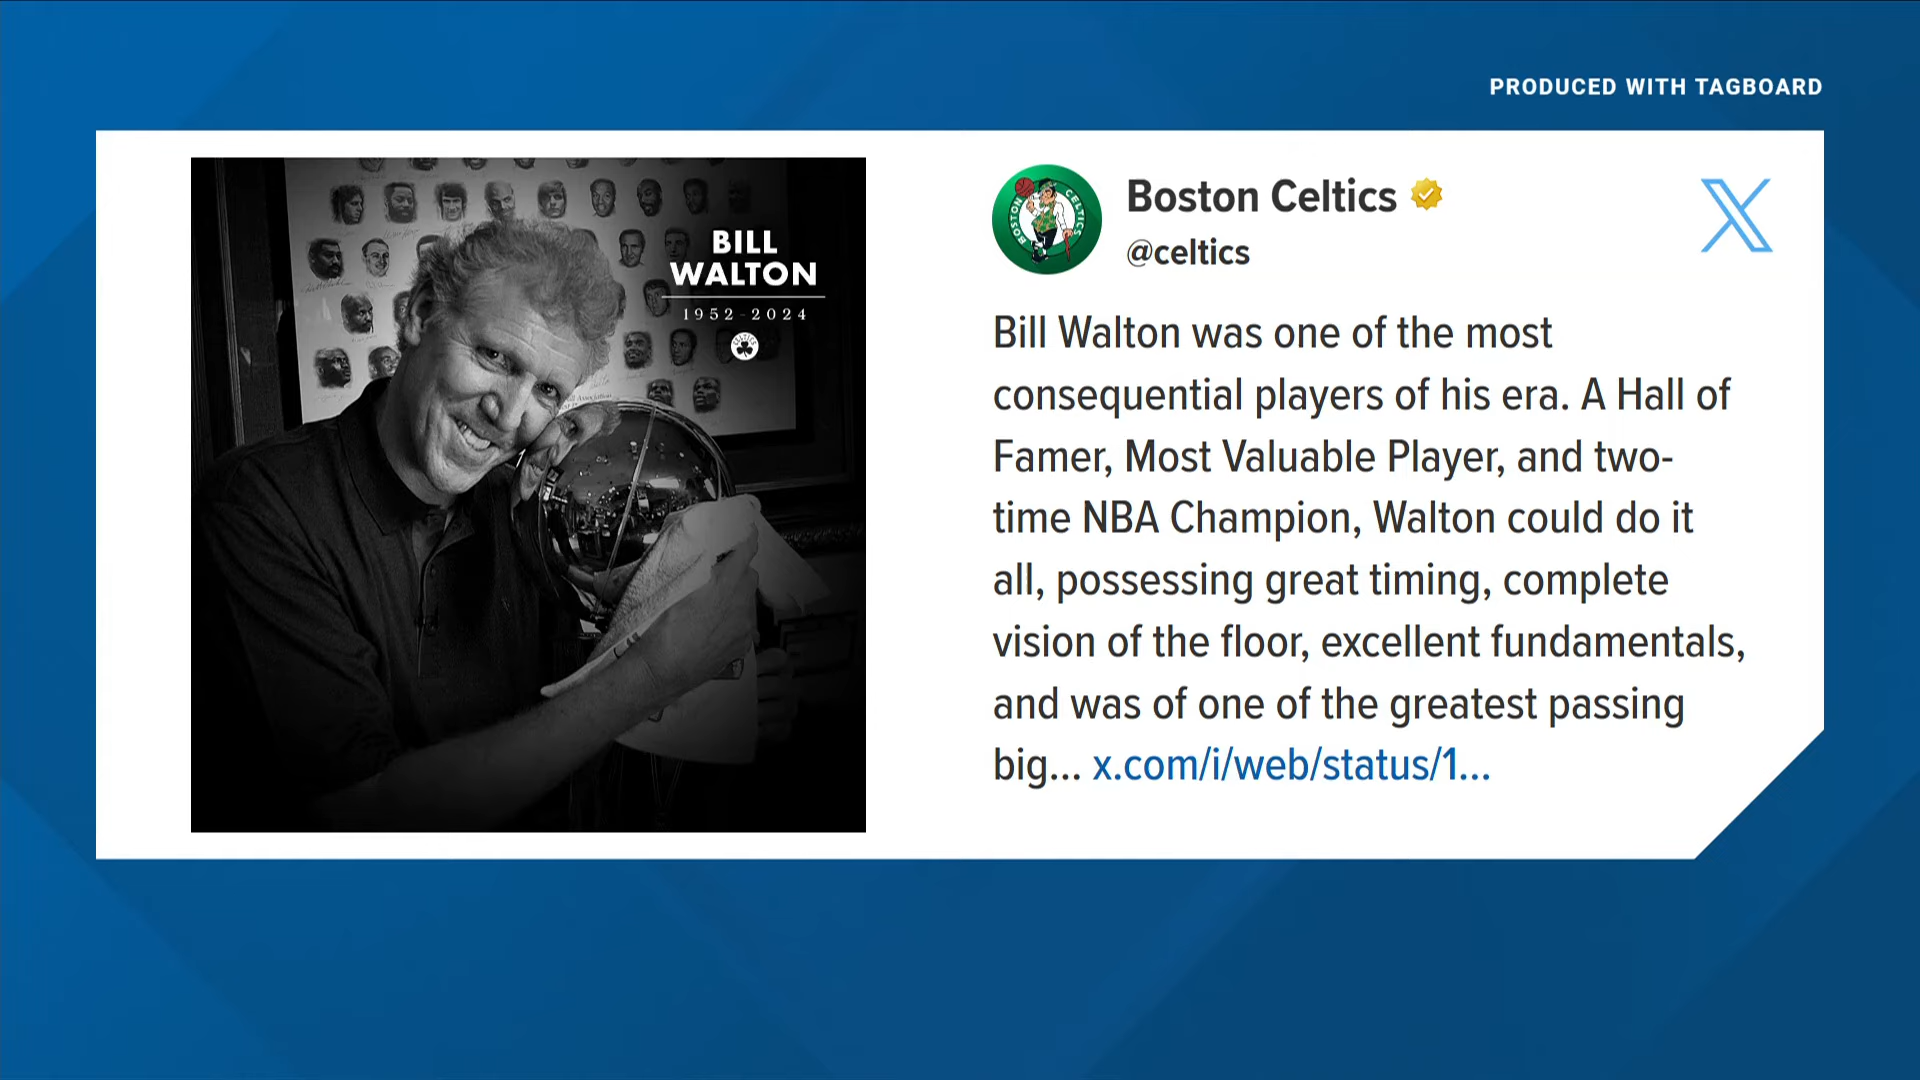 PRODUCED WITH TAGBOARD
BILL
WALTON
1952-2024
BOSTON CELTICS
Boston Celtics
@celtics
Bill Walton was one of the most
consequential players of his era. A Hall of
Famer, Most Valuable Player, and two-
time NBA Champion, Walton could do it
all, possessing great timing, complete
vision of the floor, excellent fundamentals,
and was of one of the greatest passing
big... x.com/i/web/status/1...